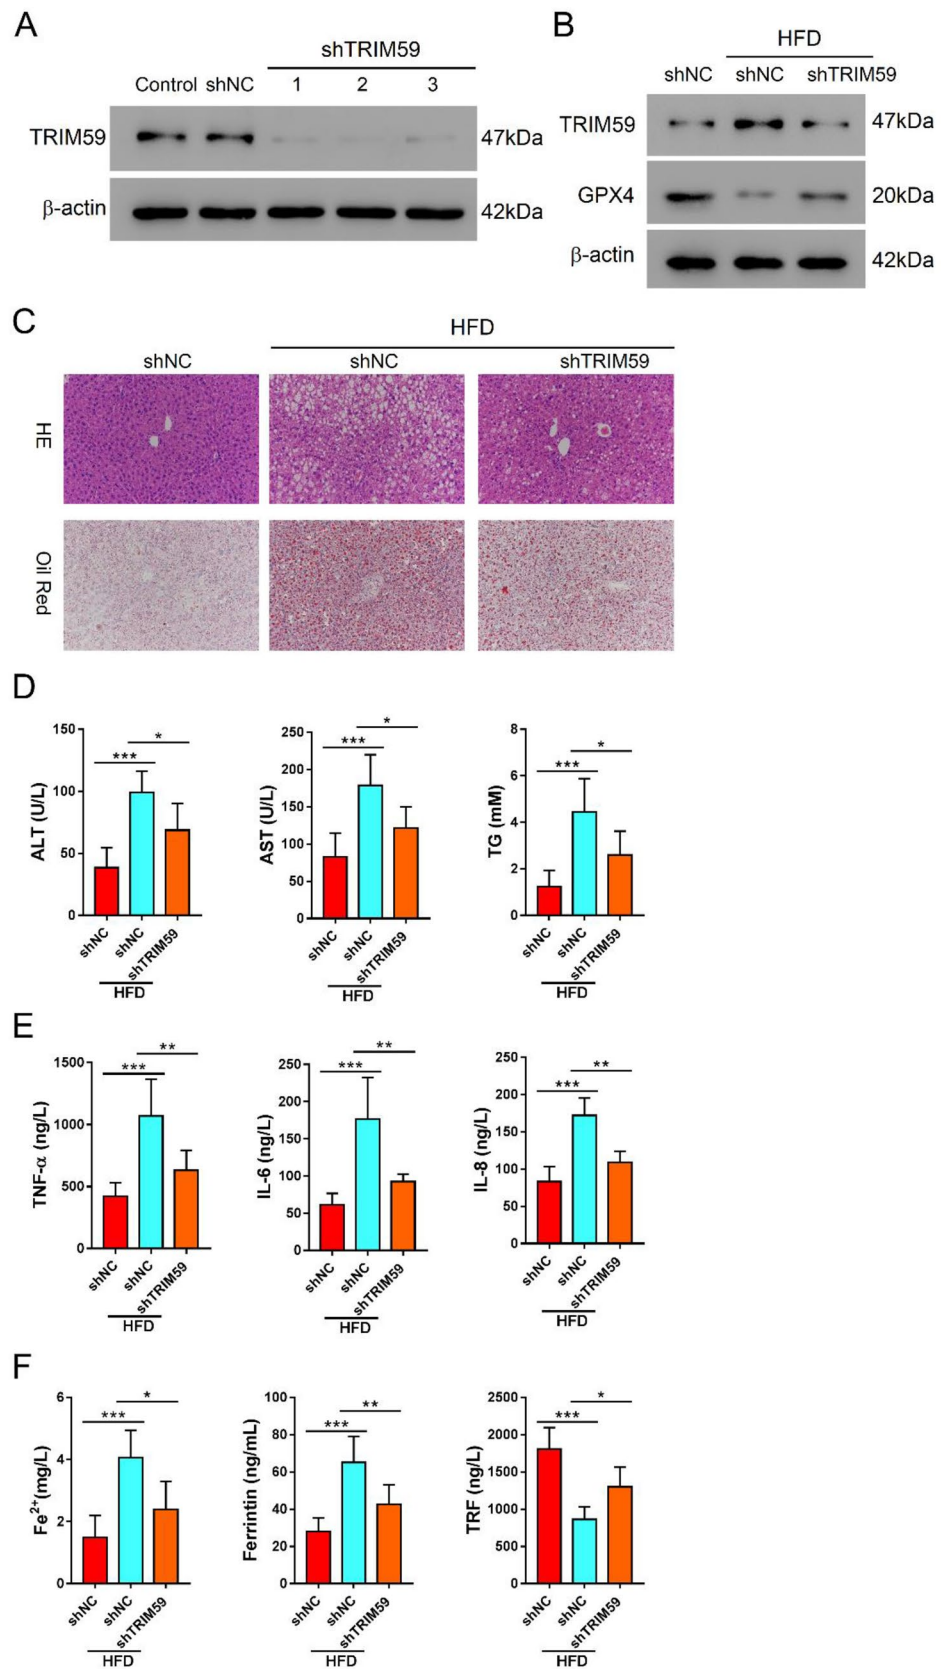 A
shTRIM59
Control shNC 1 2 3
TRIM59 47kDa
β-actin 42kDa
B
HFD
shNC shNC shTRIM59
TRIM59 47kDa
GPX4 20kDa
β-actin 42kDa
C
HFD
shNC shNC shTRIM59
HE
Oil Red
D
ALT (U/L)
150
100
50
0
***
*
shNC
shNC
shTRIM59
HFD
AST (U/L)
250
200
150
100
50
0
***
*
shNC
shNC
shTRIM59
HFD
TG (mM)
8
6
4
2
0
***
*
shNC
shNC
shTRIM59
HFD
E
TNF-α (ng/L)
1500
1000
500
0
***
**
shNC
shNC
shTRIM59
HFD
IL-6 (ng/L)
250
200
150
100
50
0
***
**
shNC
shNC
shTRIM59
HFD
IL-8 (ng/L)
250
200
150
100
50
0
***
**
shNC
shNC
shTRIM59
HFD
F
Fe²⁺(mg/L)
6
4
2
0
***
*
shNC
shNC
shTRIM59
HFD
Ferrintin (ng/mL)
100
80
60
40
20
0
***
**
shNC
shNC
shTRIM59
HFD
TRF (ng/L)
2500
2000
1500
1000
500
0
***
*
shNC
shNC
shTRIM59
HFD